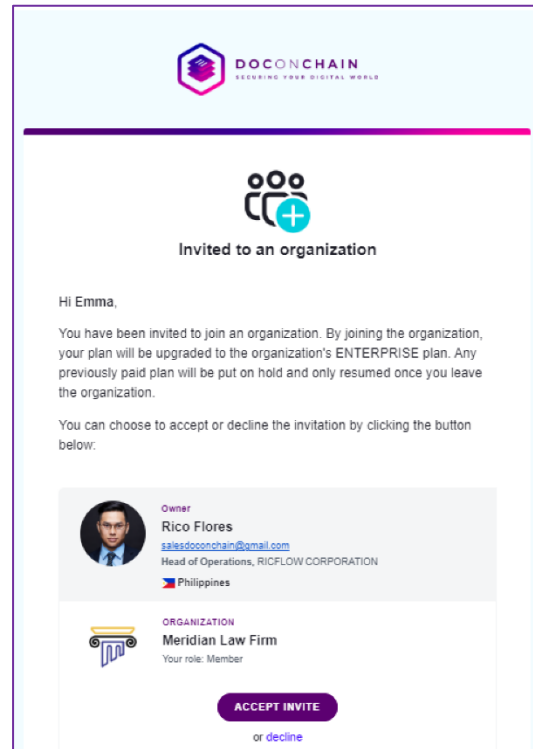 DOCONCHAIN
SECURING YOUR DIGITAL WORLD
Invited to an organization
Hi Emma,
You have been invited to join an organization. By joining the organization,
your plan will be upgraded to the organization's ENTERPRISE plan. Any
previously paid plan will be put on hold and only resumed once you leave
the organization.
You can choose to accept or decline the invitation by clicking the button
below:
Owner
Rico Flores
salesdoconchain@gmail.com
Head of Operations, RICFLOW CORPORATION
Philippines
ORGANIZATION
Meridian Law Firm
Your role: Member
ACCEPT INVITE
or decline